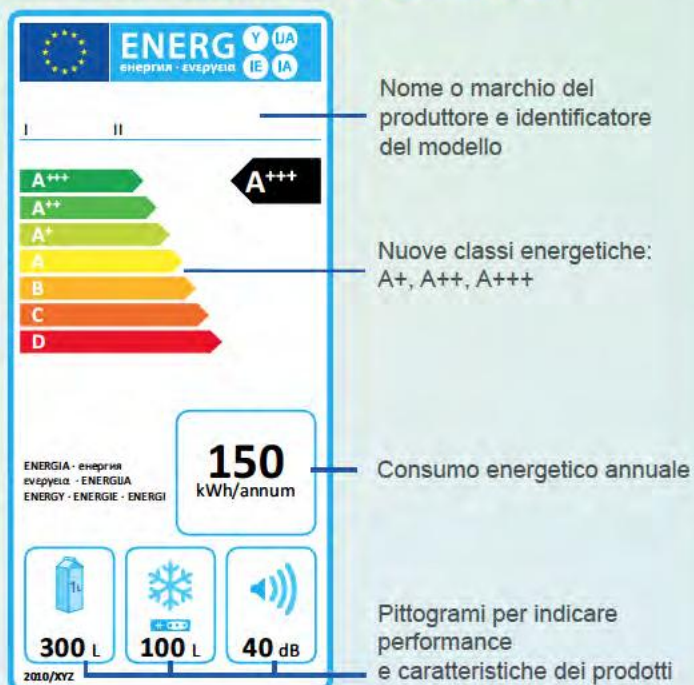 ENERG Y IJA
енергия · ενεργεια IE IA
Nome o marchio del
produttore e identificatore
del modello
I II
A+++ A+++
A++
A+
A
B
C
D
Nuove classi energetiche:
A+, A++, A+++
ENERGIA · енергия
ενεργεια · ENERGIJA
ENERGY · ENERGIE · ENERGI
150
kWh/annum
Consumo energetico annuale
1L
300 L 100 L 40 dB
2010/XYZ
Pittogrami per indicare
performance
e caratteristiche dei prodotti